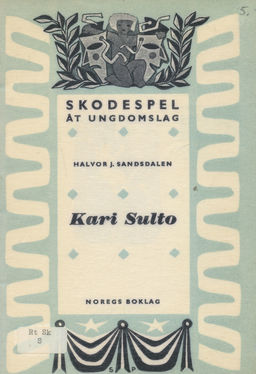 5.
SKODESPEL
ÅT UNGDOMSLAG
HALVOR J. SANDSDALEN
Kari Sulto
NOREGS BOKLAG
Rt Sk
S
S P